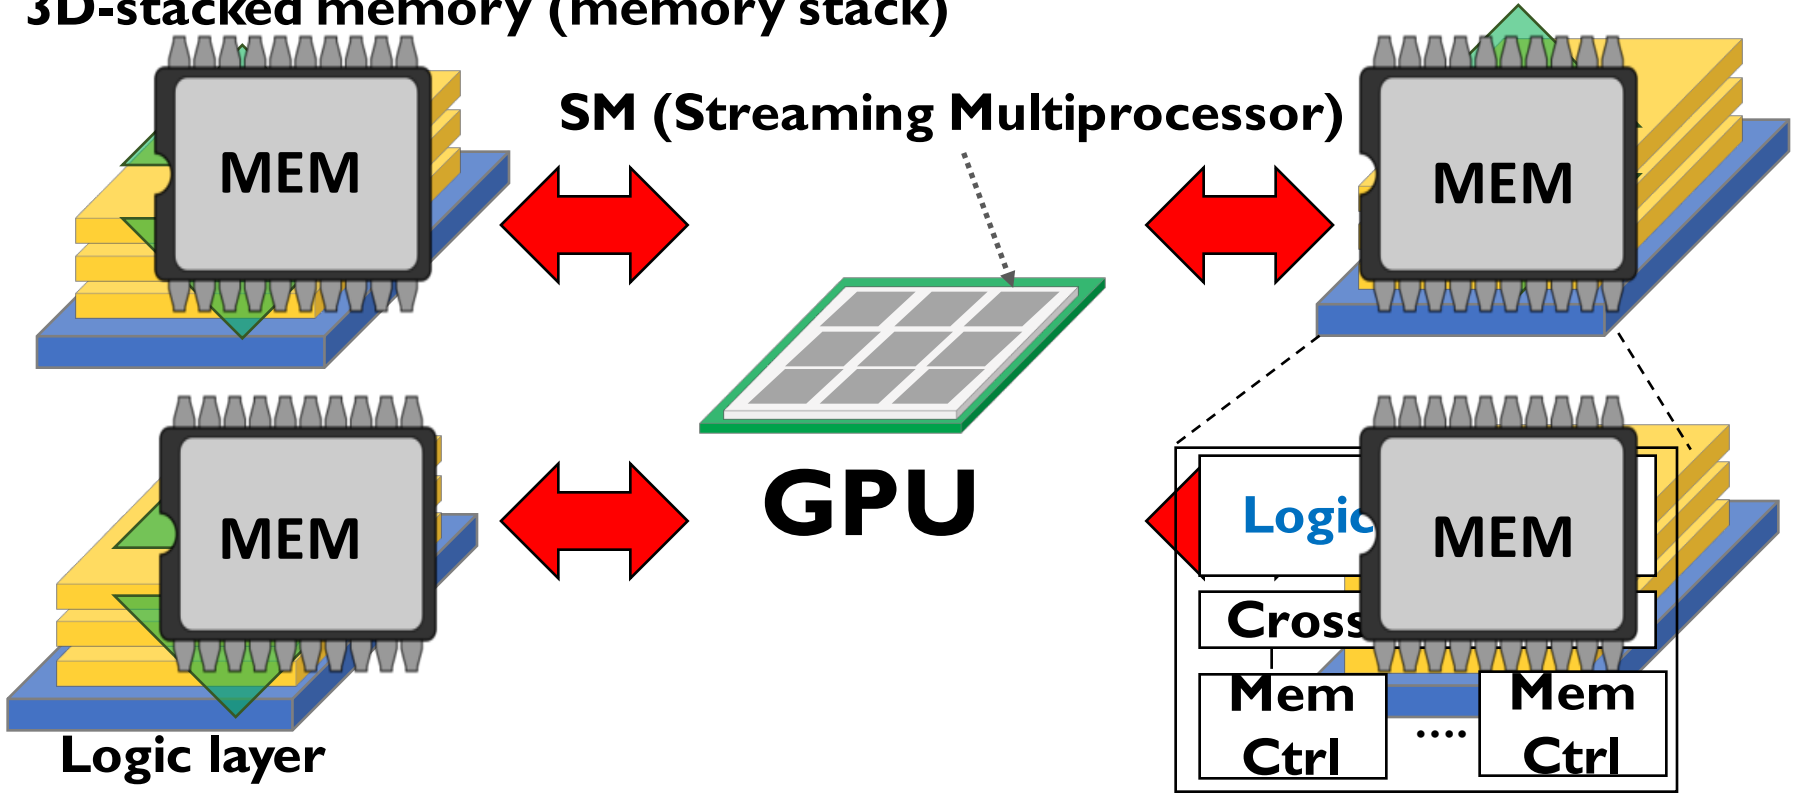 3D-stacked memory (memory stack)
SM (Streaming Multiprocessor)
MEM
MEM
GPU
MEM
Logic
MEM
Cross
Mem
Ctrl
....
Mem
Ctrl
Logic layer